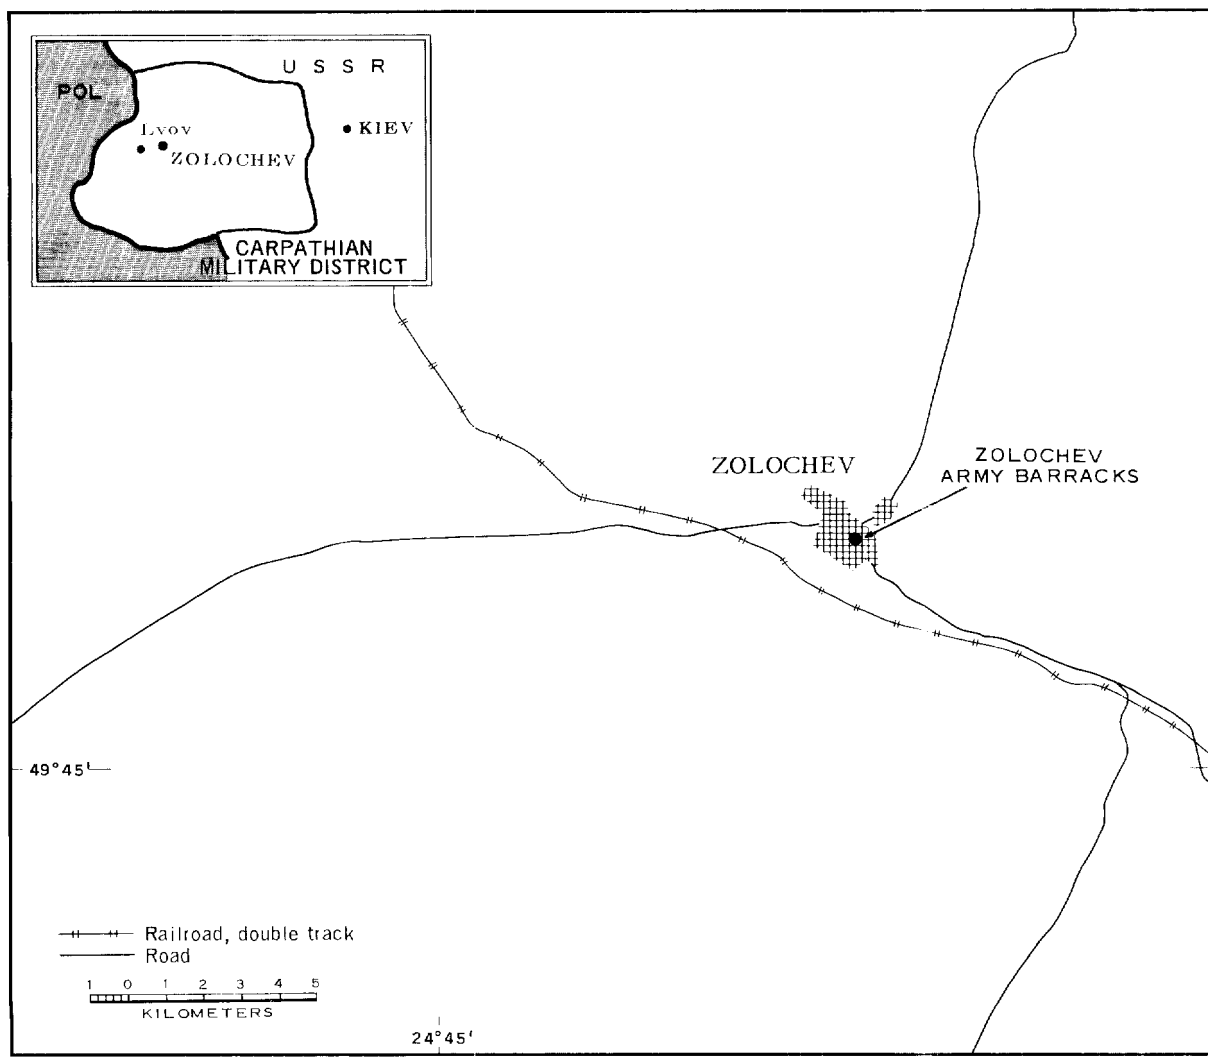 U S S R
POL
KIEV
Lvov
ZOLOCHEV
CARPATHIAN
MILITARY DISTRICT
ZOLOCHEV
ZOLOCHEV
ARMY BARRACKS
49°45'
Railroad, double track
Road
1 0 1 2 3 4 5
KILOMETERS
24°45'